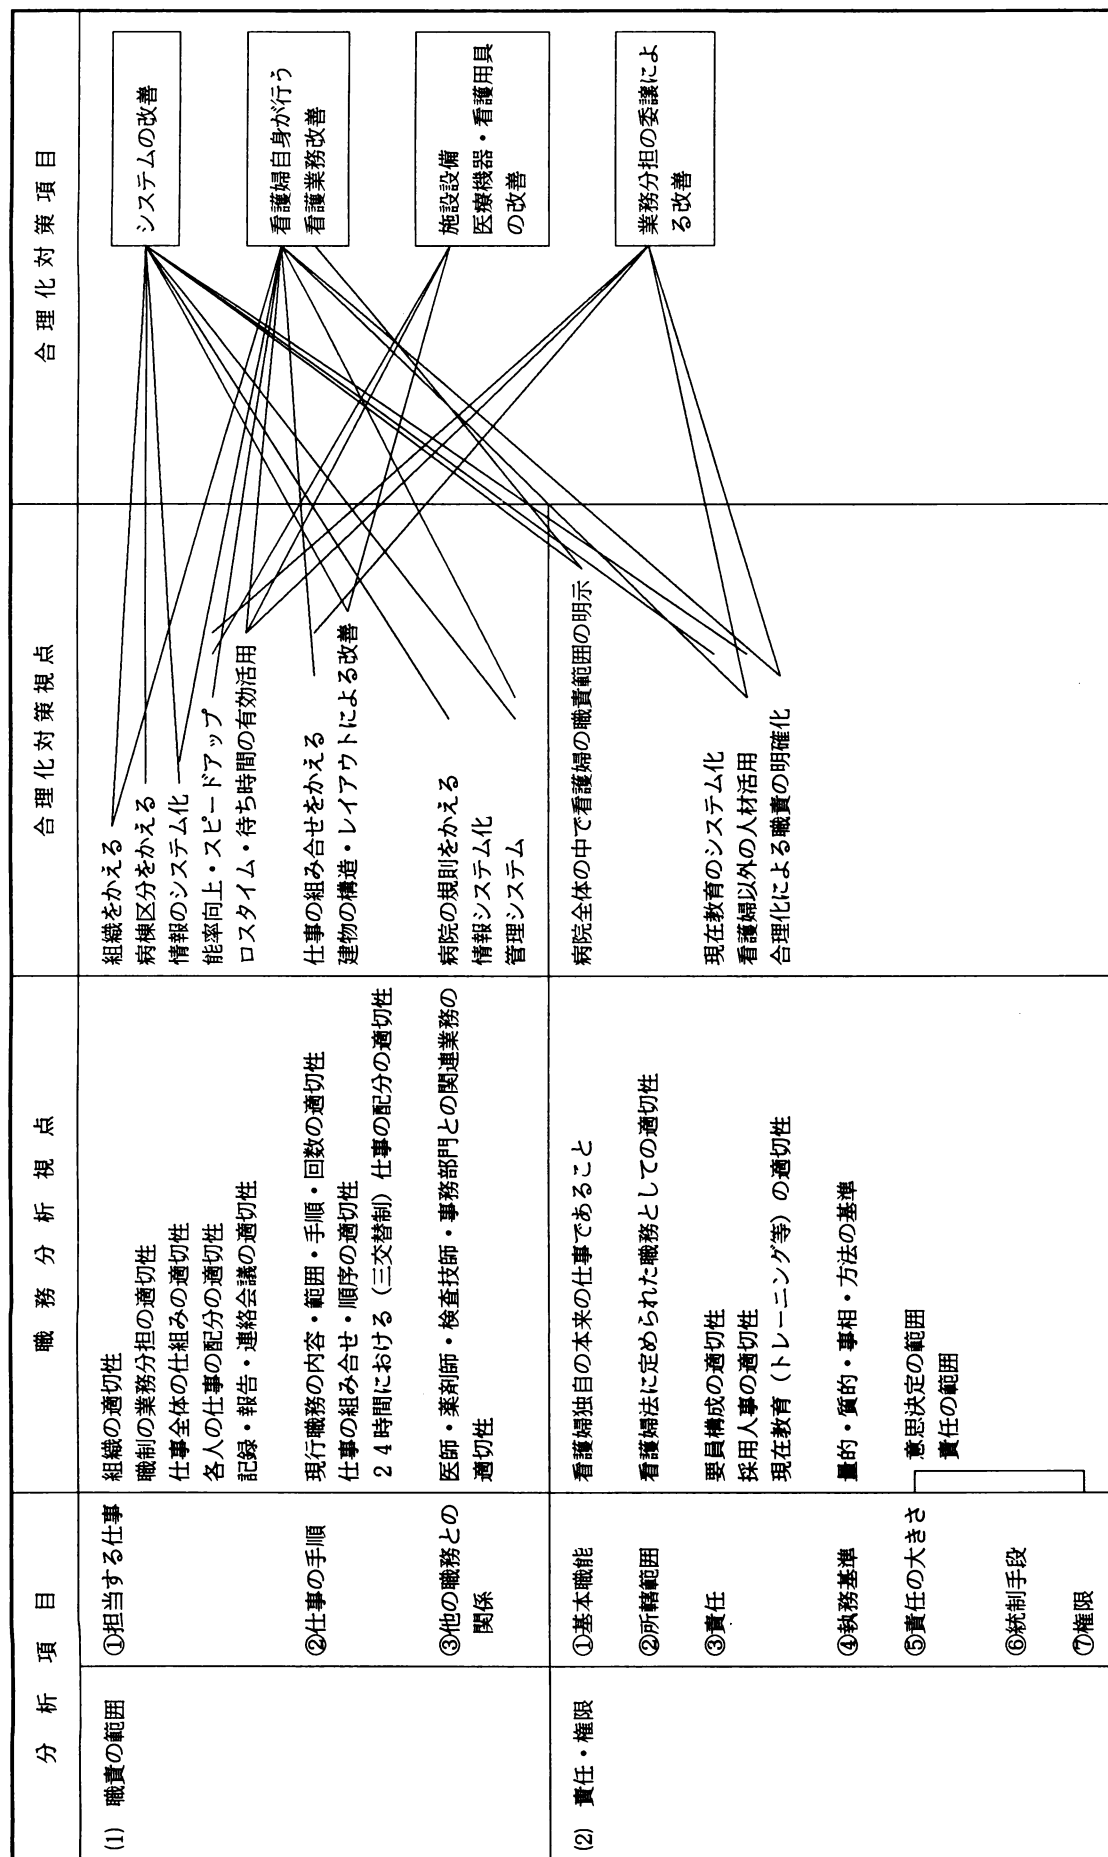 分析項目
職務分析視点
合理化対策視点
合理化対策項目
(1) 職責の範囲
①担当する仕事
組織の適切性
職制の業務分担の適切性
仕事全体の仕組みの適切性
各人の仕事の配分の適切性
記録・報告・連絡会議の適切性
組織をかえる
病棟区分をかえる
情報のシステム化
能率向上・スピードアップ
ロスタイム・待ち時間の有効活用
②仕事の手順
現行職務の内容・範囲・手順・回数の適切性
仕事の組み合せ・順序の適切性
24時間における（三交替制）仕事の配分の適切性
仕事の組み合せをかえる
建物の構造・レイアウトによる改善
③他の職務との
関係
医師・薬剤師・検査技師・事務部門との関連業務の
適切性
病院の規則をかえる
情報システム化
管理システム
(2) 責任・権限
①基本職能
看護婦独自の本来の仕事であること
病院全体の中で看護婦の職責範囲の明示
②所轄範囲
看護婦法に定められた職務としての適切性
③責任
要員構成の適切性
採用人事の適切性
現在教育（トレーニング等）の適切性
現在教育のシステム化
看護婦以外の人材活用
合理化による職責の明確化
④執務基準
量的・質的・事相・方法の基準
⑤責任の大きさ
意思決定の範囲
責任の範囲
⑥統制手段
⑦権限
システムの改善
看護婦自身が行う
看護業務改善
施設設備
医療機器・看護用具
の改善
業務分担の委譲によ
る改善